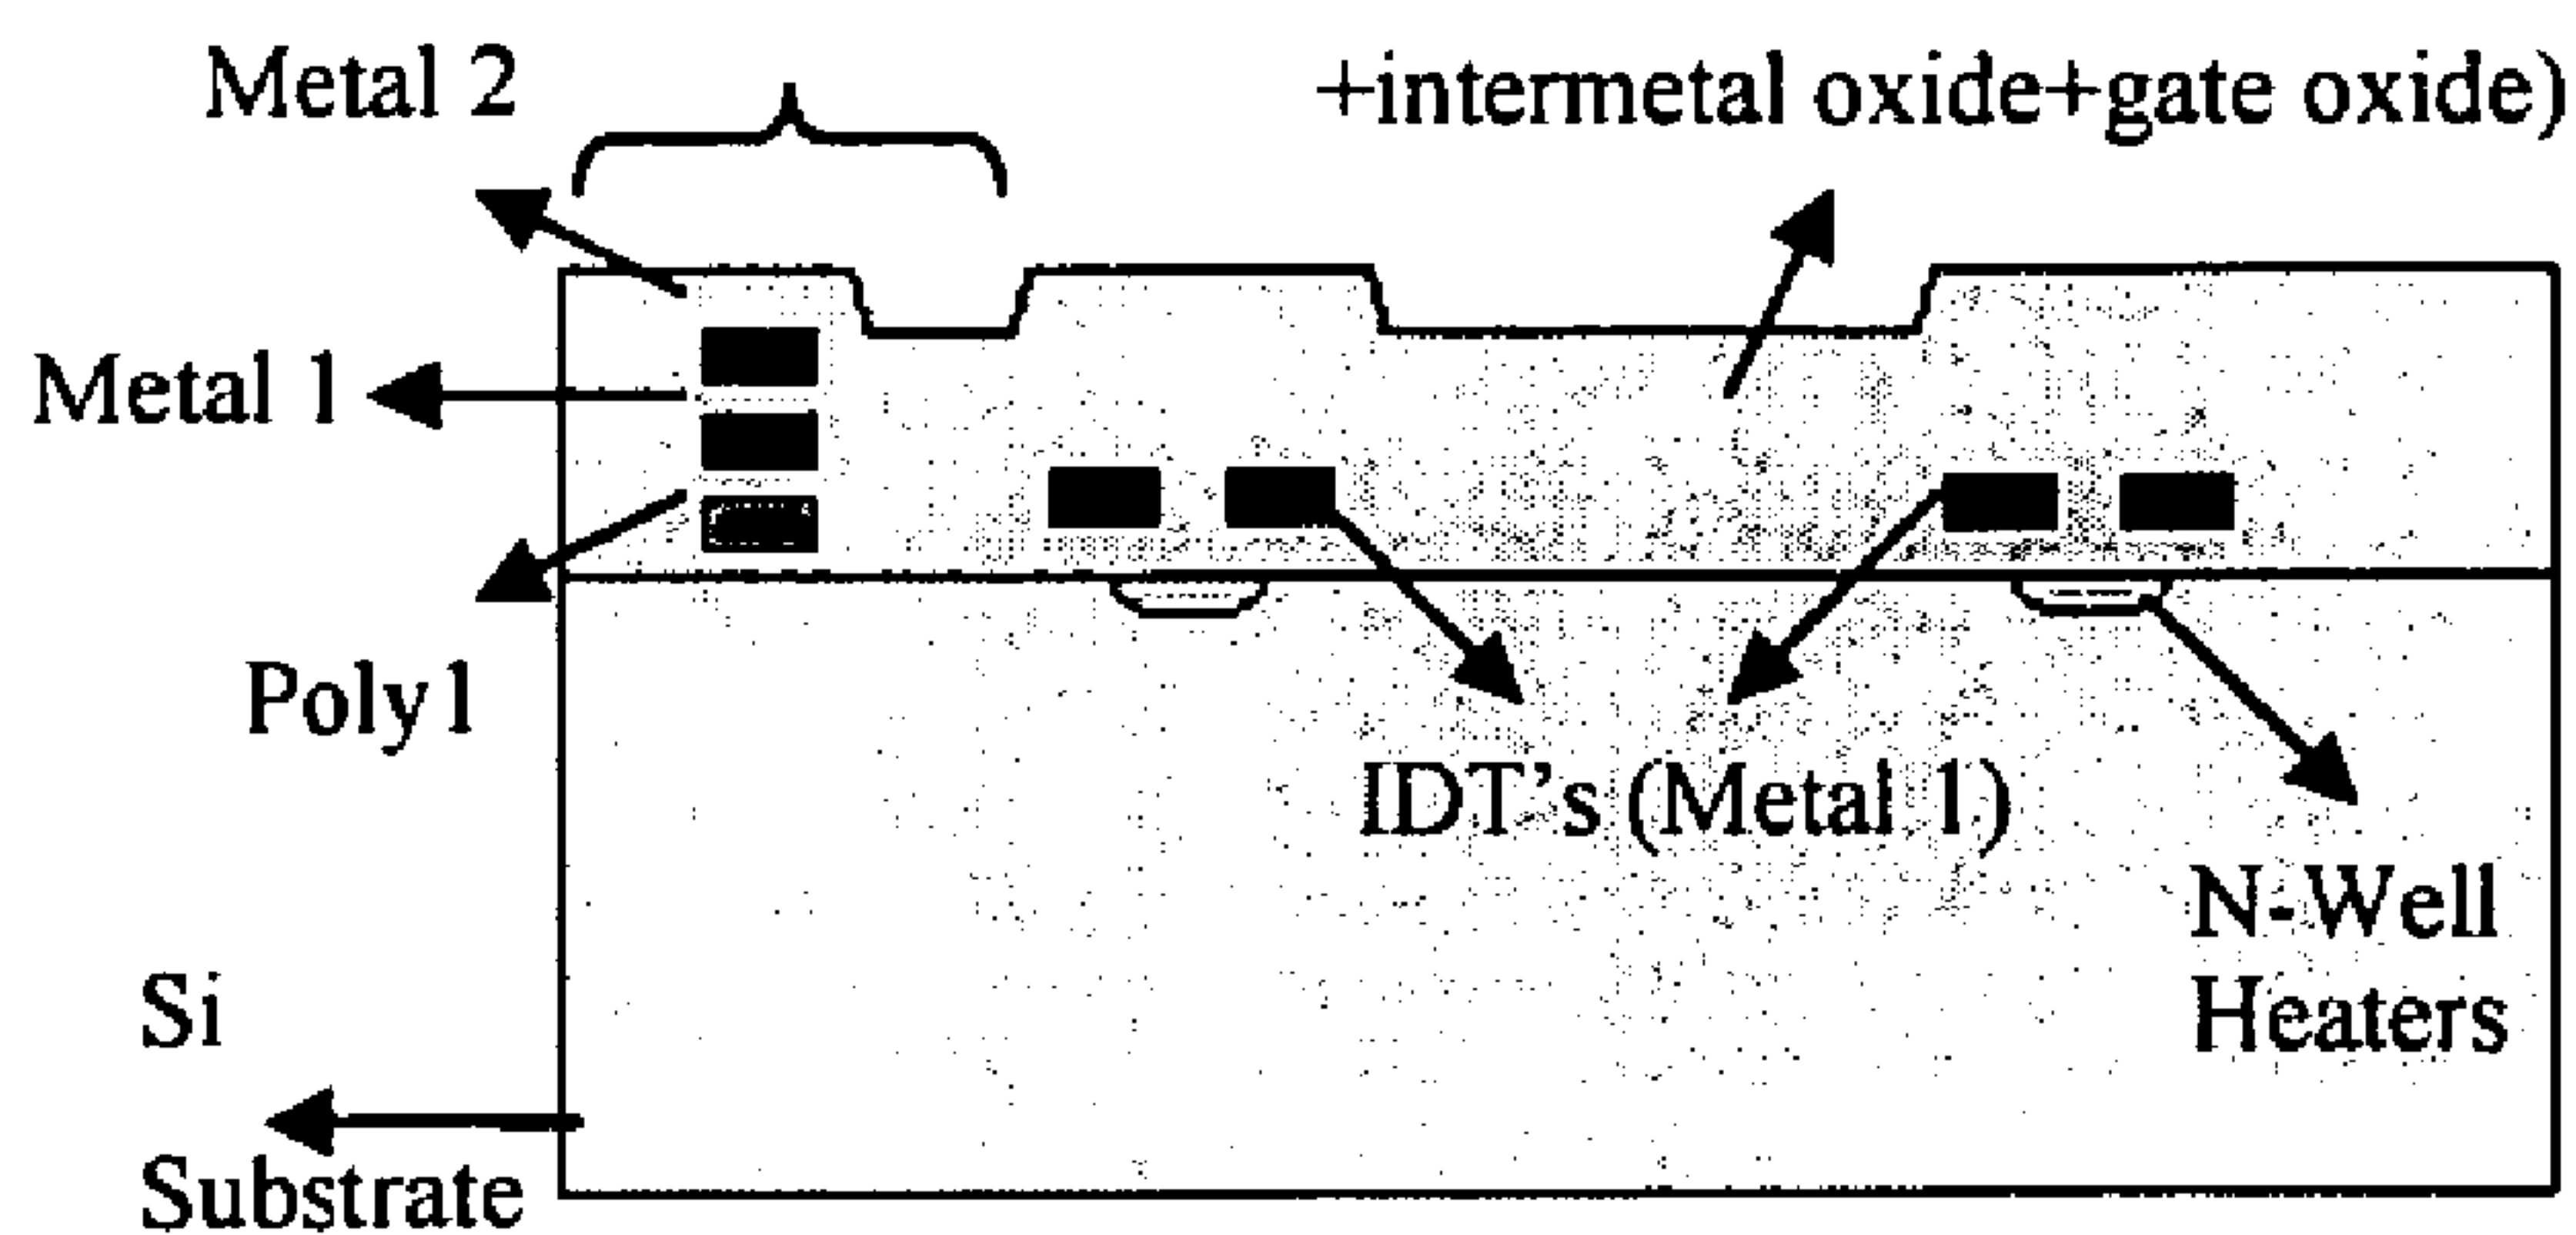 Metal 2
+intermetal oxide+gate oxide)
Metal 1
Poly1
IDT's (Metal 1)
N-Well
Heaters
Si
Substrate